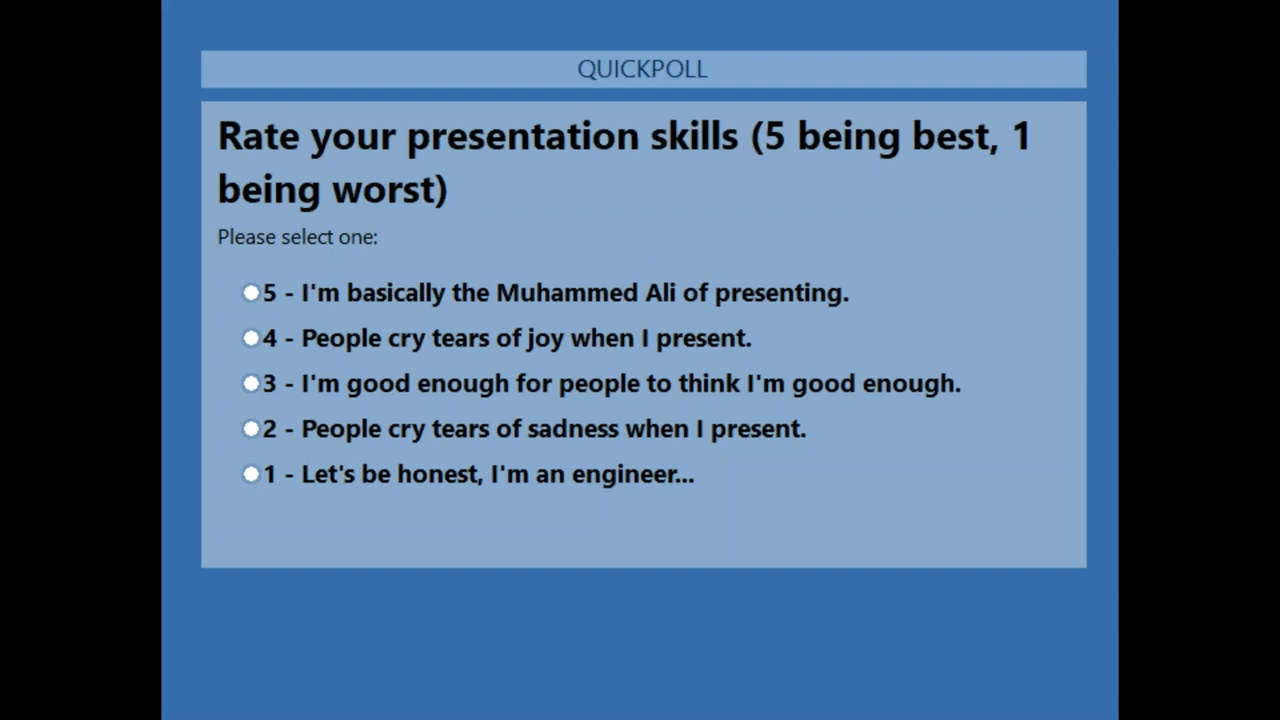 QUICKPOLL
Rate your presentation skills (5 being best, 1
being worst)
Please select one:
5 - I'm basically the Muhammed Ali of presenting.
4 - People cry tears of joy when I present.
3 - I'm good enough for people to think I'm good enough.
2 - People cry tears of sadness when I present.
1 - Let's be honest, I'm an engineer...